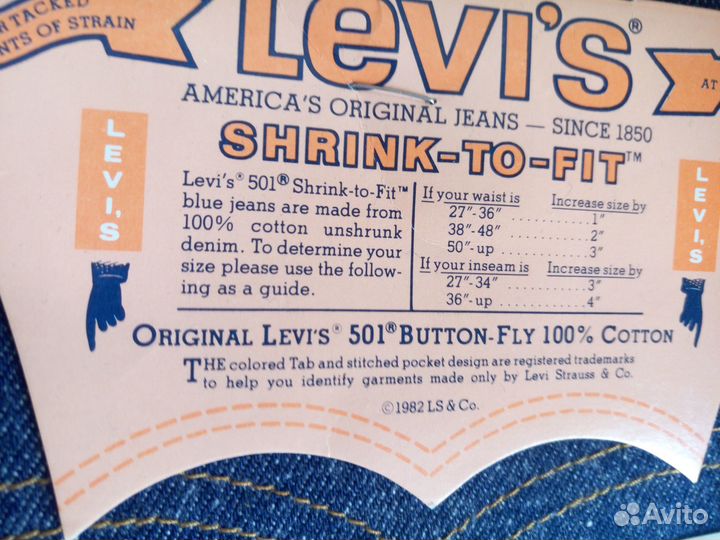 R TACKED
NTS OF STRAIN
LEVI'S®
AT
AMERICA'S ORIGINAL JEANS — SINCE 1850
SHRINK-TO-FIT™
LEVI'S
Levi's® 501® Shrink-to-Fit™
blue jeans are made from
100% cotton unshrunk
denim. To determine your
size please use the follow-
ing as a guide.
If your waist is Increase size by
27"-36" ............ 1"
38"-48" ............ 2"
50"-up ............ 3"
If your inseam is Increase size by
27"-34" ............ 3"
36"-up ............ 4"
LEVI'S
ORIGINAL LEVI'S® 501® BUTTON-FLY 100% COTTON
THE colored Tab and stitched pocket design are registered trademarks
to help you identify garments made only by Levi Strauss & Co.
©1982 LS & Co.
Avito